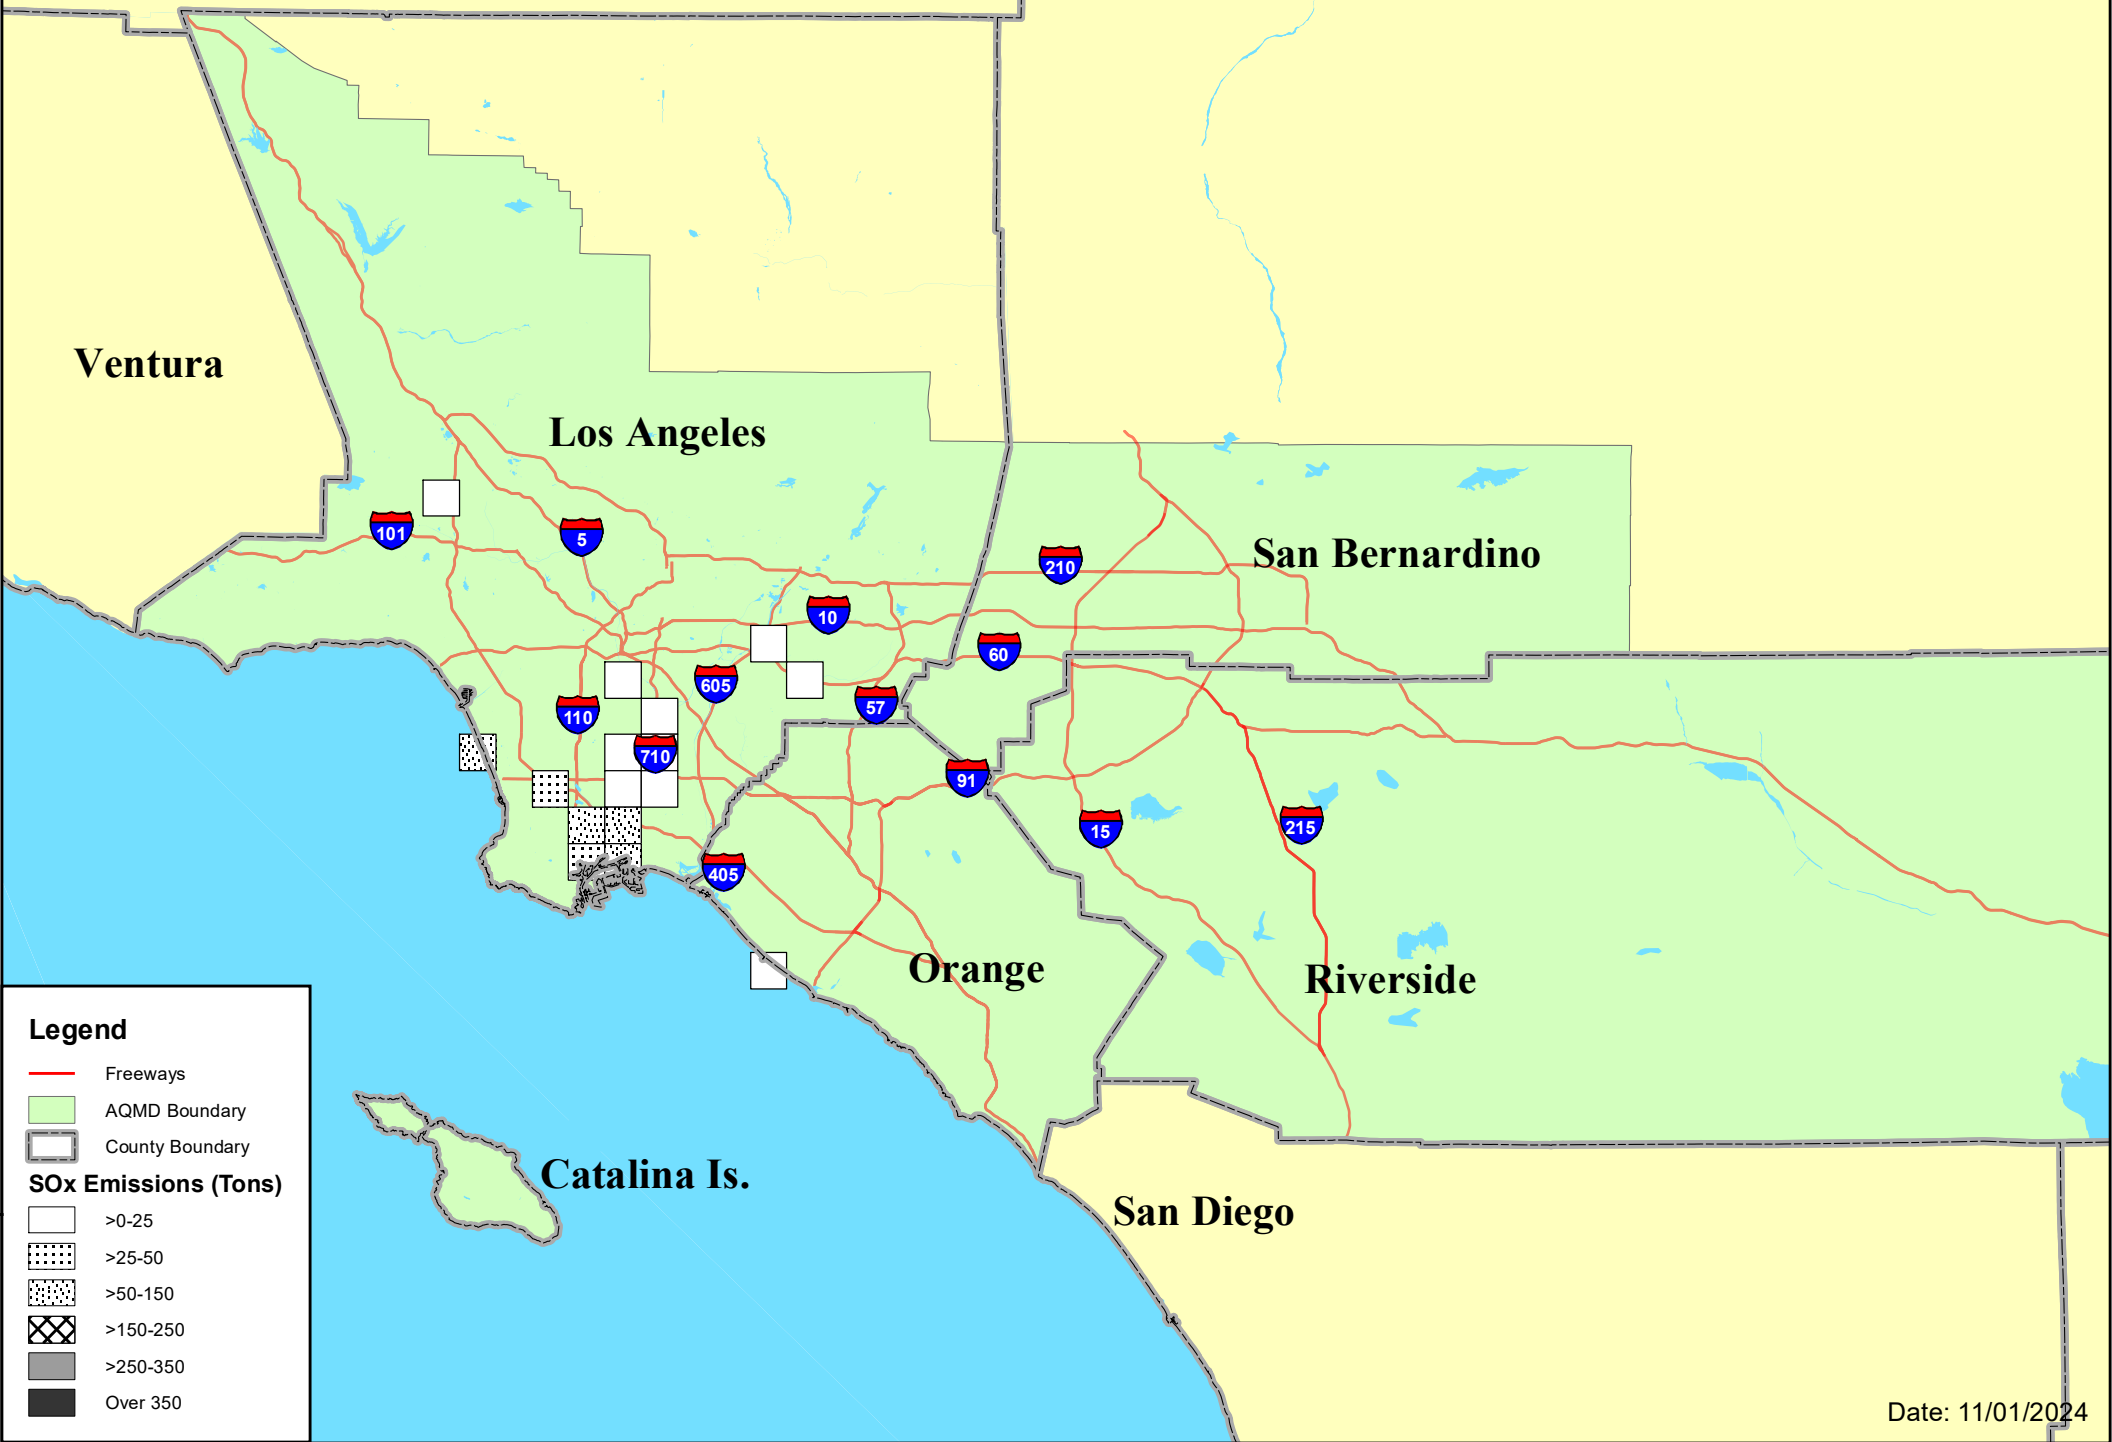 Ventura
Los Angeles
101
5
210
San Bernardino
10
60
605
57
110
710
91
15
215
405
Orange
Riverside
Catalina Is.
San Diego
Legend
Freeways
AQMD Boundary
County Boundary
SOx Emissions (Tons)
>0-25
>25-50
>50-150
>150-250
>250-350
Over 350
Date: 11/01/2024